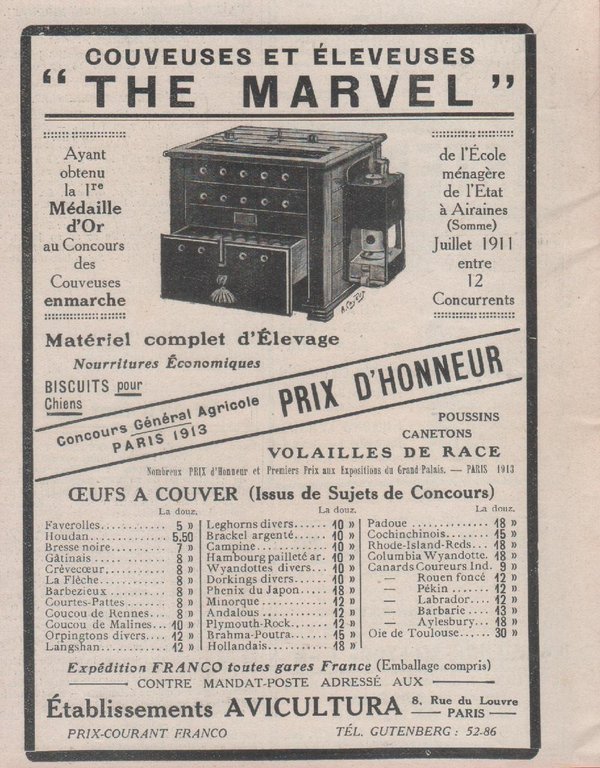 COUVEUSES ET ÉLEVEUSES
“ THE MARVEL ”
Ayant
obtenu
la 1re
Médaille
d'Or
au Concours
des
Couveuses
enmarche
de l'École
ménagère
de l'Etat
à Airaines
(Somme)
Juillet 1911
entre
12
Concurrents
Matériel complet d'Élevage
Nourritures Économiques
BISCUITS pour
Chiens
Concours Général Agricole
PARIS 1913
PRIX D'HONNEUR
POUSSINS
CANETONS
VOLAILES DE RACE
Nombreux PRIX d'Honneur et Premiers Prix aux Expositions du Grand Palais. — PARIS 1913
ŒUFS A COUVER (Issus de Sujets de Concours)
La douz.
Faverolles............ 5 »
Houdan............... 5.50
Bresse noire.......... 7 »
Gâtinais ............. 8 »
Crévecœur............ 8 »
La Flèche............ 8 »
Barbezieux .......... 8 »
Courtes-Pattes ....... 8 »
Coucou de Rennes... 8 »
Coucou de Malines.. 10 »
Orpingtons divers... 12 »
Langshan............ 12 »
La douz.
Leghorns divers...... 10 »
Brackel argenté...... 10 »
Campine ............ 10 »
Hambourg pailleté ar. 10 »
Wyandottes divers... 10 »
Dorkings divers...... 10 »
Phenix du Japon..... 18 »
Minorque ........... 12 »
Andalous ........... 12 »
Plymouth-Rock...... 12 »
Brahma-Poutra...... 15 »
Hollandais.......... 18 »
La douz.
Padoue ............. 18 »
Cochinchinois....... 15 »
Rhode-Island-Reds... 18 »
Columbia Wyandotte. 18 »
Canards Coureurs Ind. 9 »
— Rouen foncé 12 »
— Pékin ..... 12 »
— Labrador.... 12 »
— Barbarie ... 13 »
— Aylesbury... 18 »
Oie de Toulouse..... 30 »
Expédition FRANCO toutes gares France (Emballage compris)
CONTRE MANDAT-POSTE ADRESSÉ AUX
Établissements AVICULTURA 8, Rue du Louvre
— PARIS —
PRIX-COURANT FRANCO TÉL. GUTENBERG : 52-86